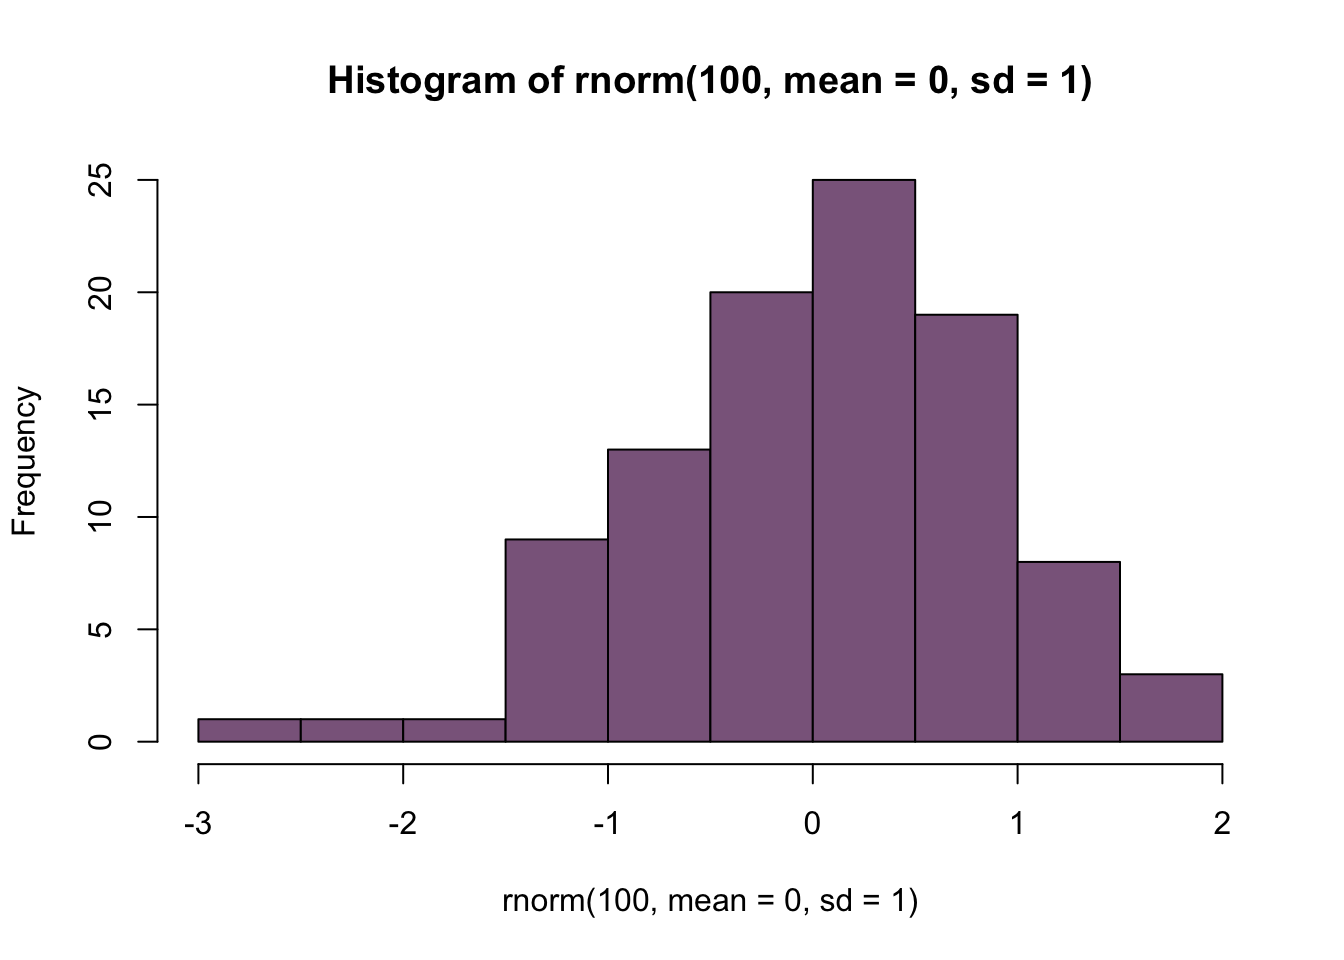 Histogram of rnorm(100, mean = 0, sd = 1)
Frequency
25
20
15
10
5
0
-3 -2 -1 0 1 2
rnorm(100, mean = 0, sd = 1)